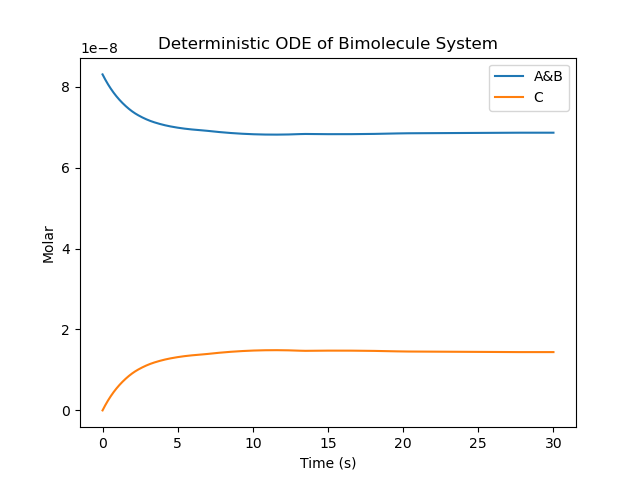 Deterministic ODE of Bimolecule System
1e−8
A&B
C
8
6
4
2
0
Molar
0 5 10 15 20 25 30
Time (s)